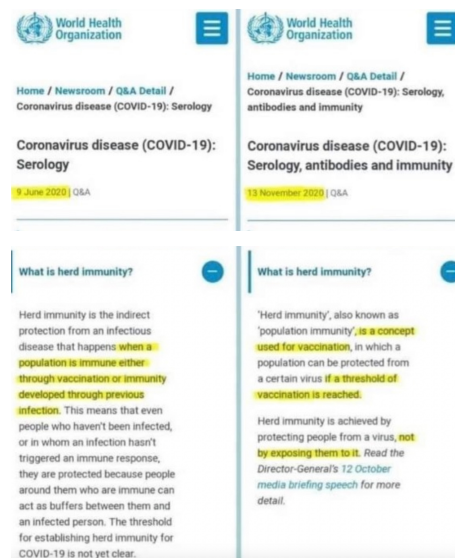 World Health
Organization
Home / Newsroom / Q&A Detail /
Coronavirus disease (COVID-19): Serology
Coronavirus disease (COVID-19):
Serology
9 June 2020 | Q&A
World Health
Organization
Home / Newsroom / Q&A Detail /
Coronavirus disease (COVID-19): Serology,
antibodies and immunity
Coronavirus disease (COVID-19):
Serology, antibodies and immunity
13 November 2020 | Q&A
What is herd immunity?
Herd immunity is the indirect
protection from an infectious
disease that happens when a
population is immune either
through vaccination or immunity
developed through previous
infection. This means that even
people who haven't been infected,
or in whom an infection hasn't
triggered an immune response,
they are protected because people
around them who are immune can
act as buffers between them and
an infected person. The threshold
for establishing herd immunity for
COVID-19 is not yet clear.
What is herd immunity?
'Herd immunity', also known as
'population immunity', is a concept
used for vaccination, in which a
population can be protected from
a certain virus if a threshold of
vaccination is reached.
Herd immunity is achieved by
protecting people from a virus, not
by exposing them to it. Read the
Director-General's 12 October
media briefing speech for more
detail.